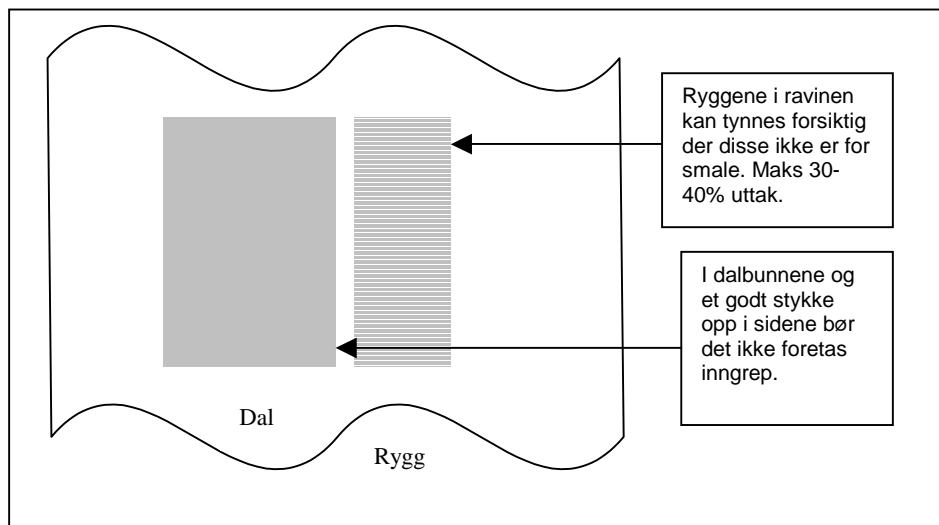 Ryggene i ravinen
kan tynnes forsiktig
der disse ikke er for
smale. Maks 30-
40% uttak.
I dalbunnene og
et godt stykke
opp i sidene bør
det ikke foretas
inngrep.
Dal
Rygg